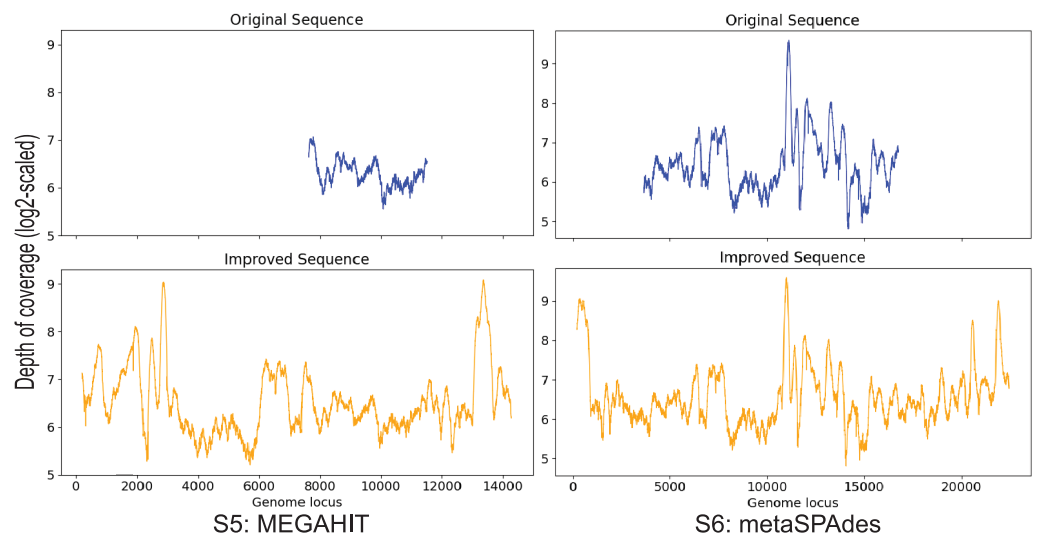 Original Sequence
Original Sequence
9
8
7
6
5
9
8
7
6
5
Improved Sequence
Improved Sequence
9
8
7
6
5
9
8
7
6
5
Depth of coverage (log2-scaled)
0 2000 4000 6000 8000 10000 12000 14000
0 5000 10000 15000 20000
Genome locus
Genome locus
S5: MEGAHIT
S6: metaSPAdes